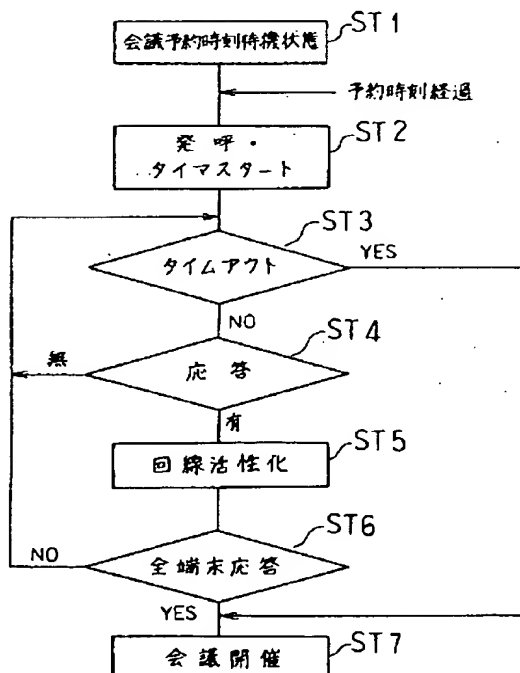 会議予約時刻待機状態
ST1
予約時刻経過
発呼・
タイマスタート
ST2
ST3
タイムアウト
YES
NO
ST4
無
応答
有
ST5
回線活性化
ST6
NO
全端末応答
YES
ST7
会議開催